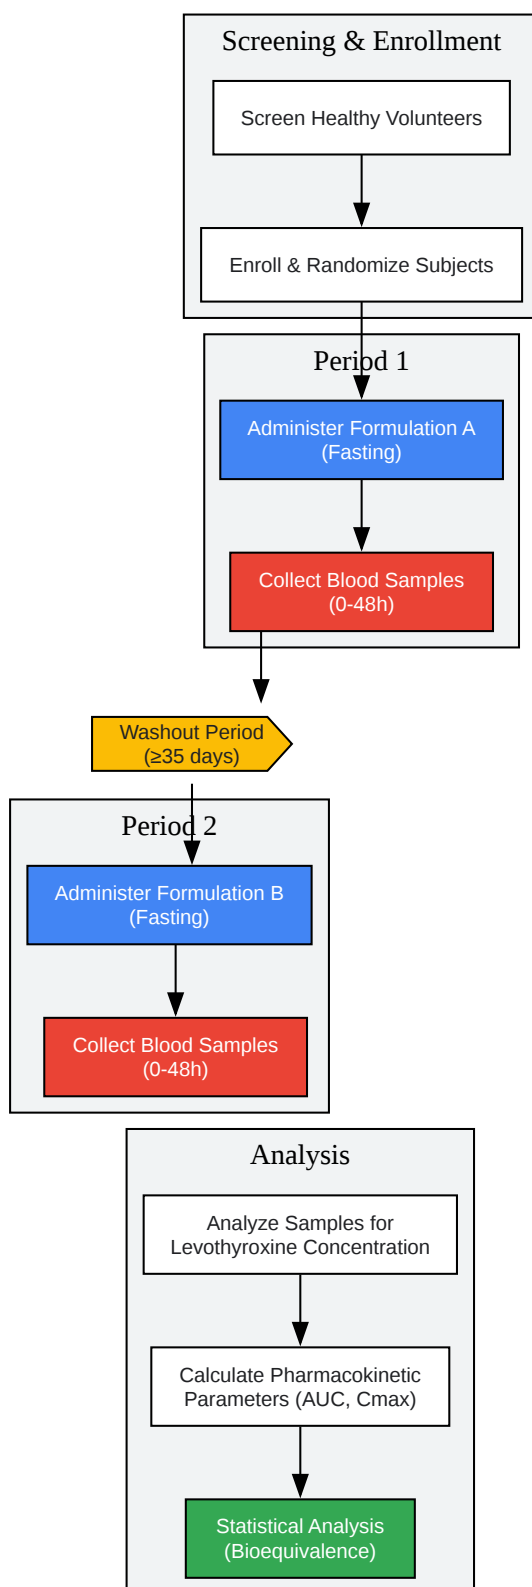 Screening & Enrollment
Screen Healthy Volunteers
Enroll & Randomize Subjects
Period 1
Administer Formulation A
(Fasting)
Collect Blood Samples
(0-48h)
Washout Period
(≥35 days)
Period 2
Administer Formulation B
(Fasting)
Collect Blood Samples
(0-48h)
Analysis
Analyze Samples for
Levothyroxine Concentration
Calculate Pharmacokinetic
Parameters (AUC, Cmax)
Statistical Analysis
(Bioequivalence)